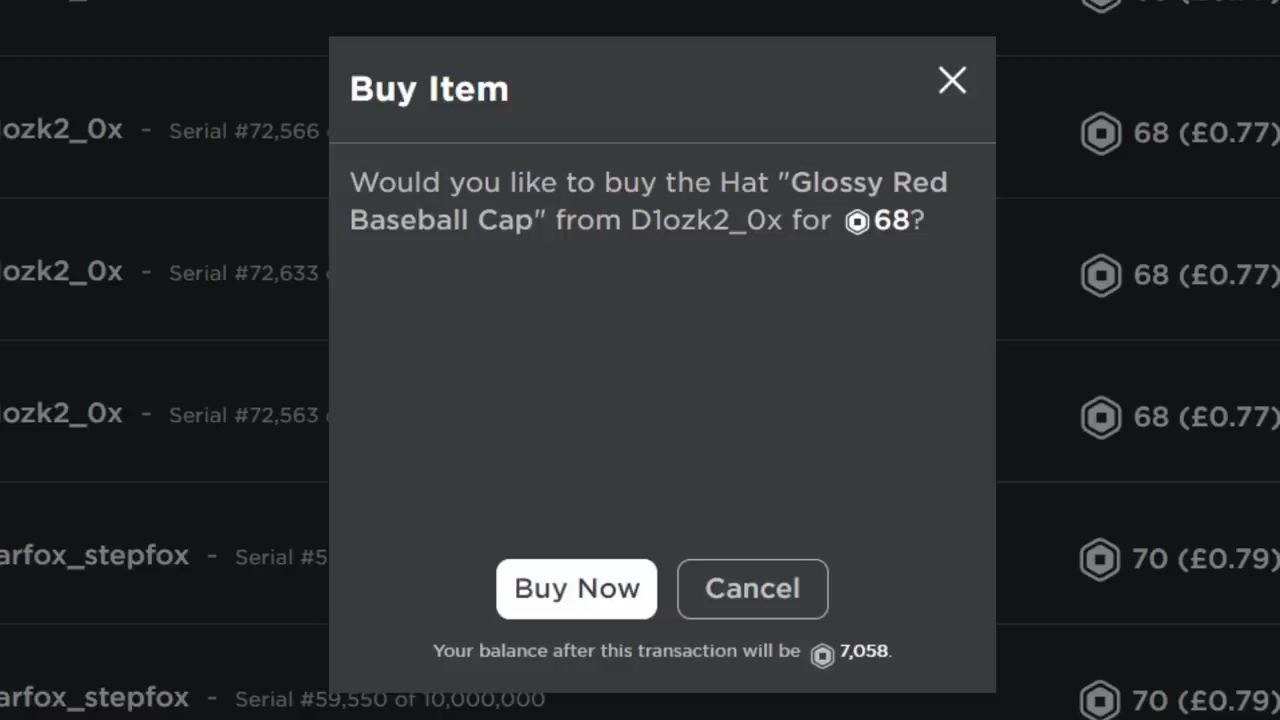 Buy Item
Would you like to buy the Hat "Glossy Red
Baseball Cap" from D1ozk2_0x for 68?
Buy Now
Cancel
Your balance after this transaction will be 7,058.
ozk2_0x - Serial #72,566
68 (£0.77)
ozk2_0x - Serial #72,633
68 (£0.77)
ozk2_0x - Serial #72,563
68 (£0.77)
arfox_stepfox - Serial #5
70 (£0.79)
arfox_stepfox - Serial #59,550 of 10,000,000
70 (£0.79)